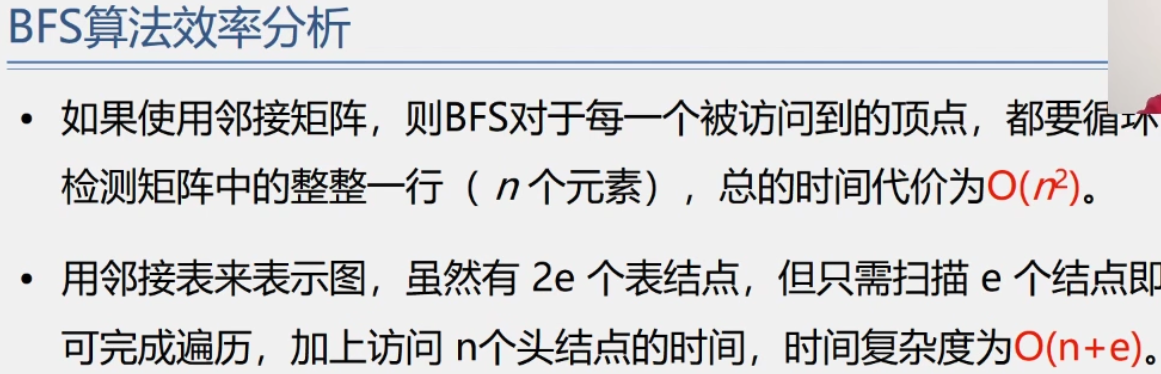 BFS算法效率分析
• 如果使用邻接矩阵，则BFS对于每一个被访问到的顶点，都要循环
检测矩阵中的整整一行（ n 个元素），总的时间代价为O(n²)。
• 用邻接表来表示图，虽然有 2e 个表结点，但只需扫描 e 个结点即
可完成遍历，加上访问 n个头结点的时间，时间复杂度为O(n+e)。